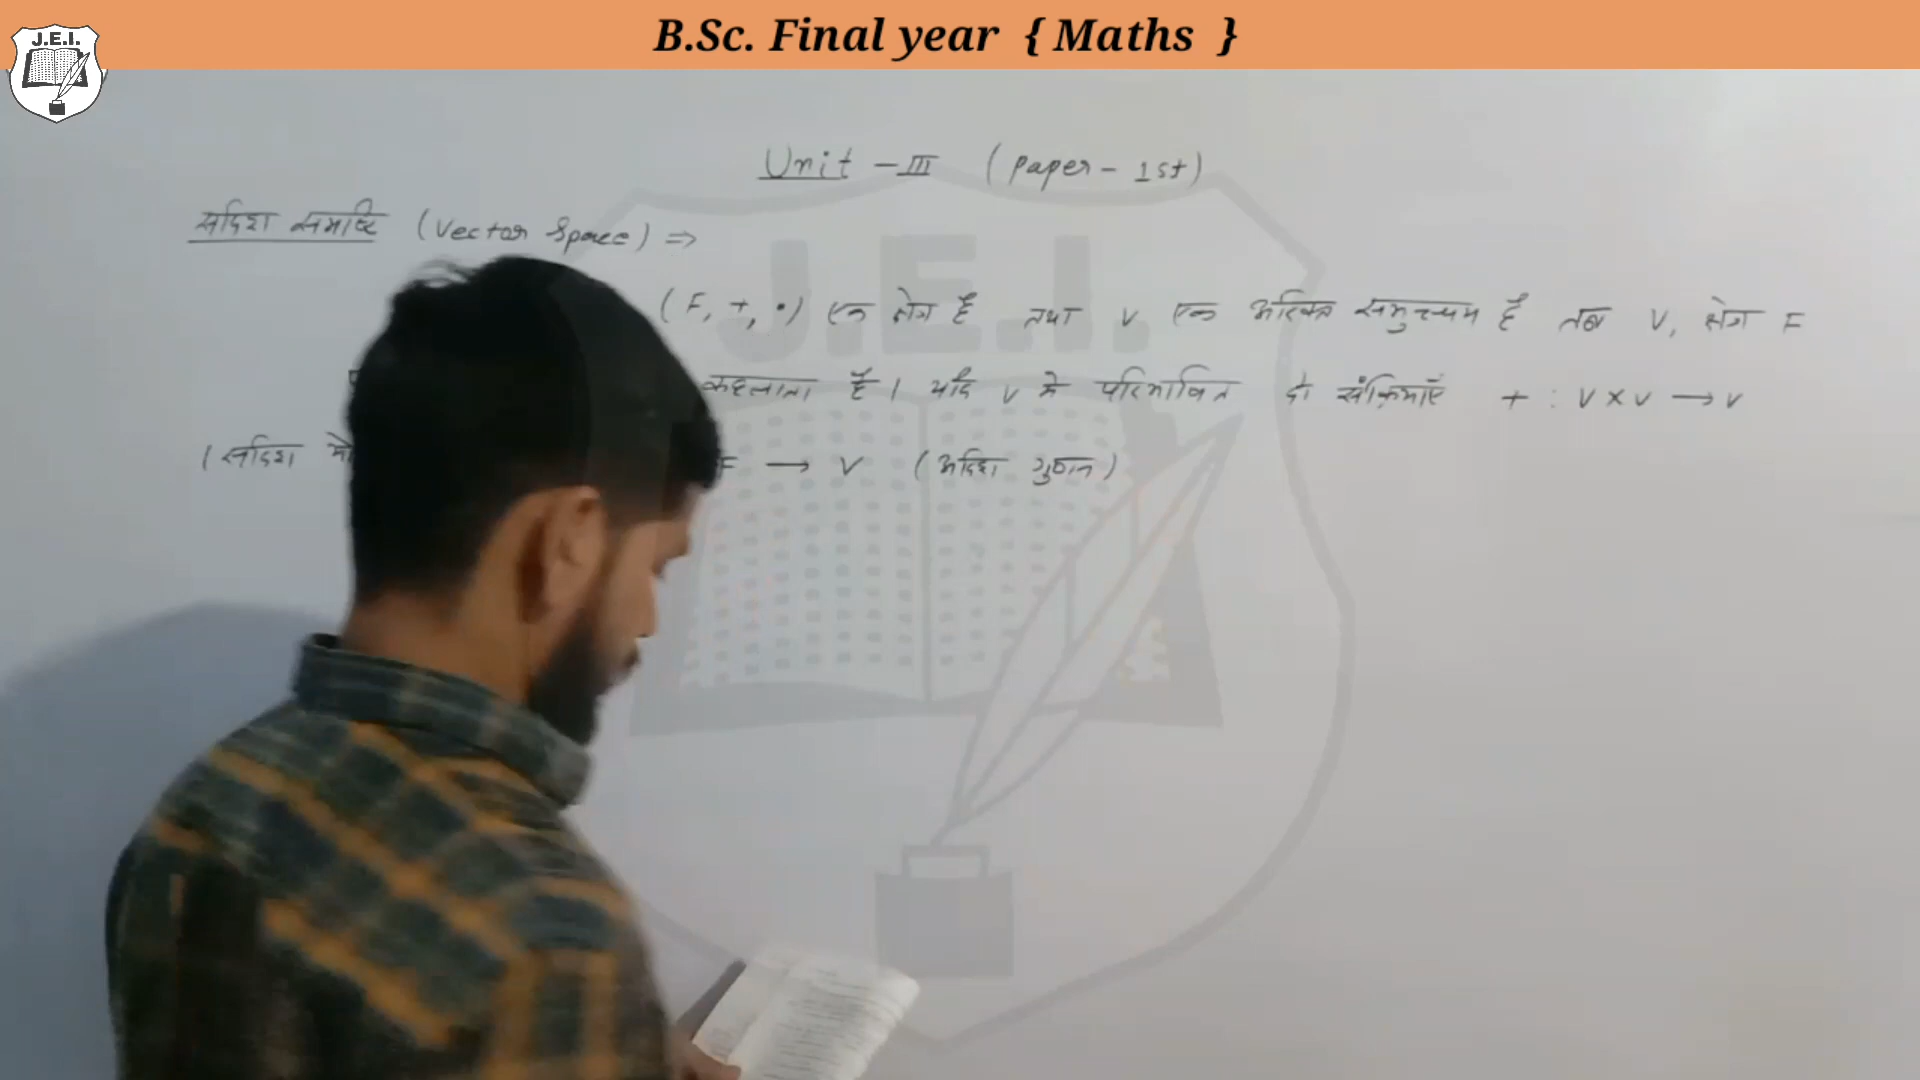 B.Sc. Final year { Maths }
J.E.I.
Unit - III (Paper - 1st)
सदिश समष्टि (Vector Space) ⇒
(F, +, •) एक क्षेत्र है तथा V एक अरिक्त समुच्चय है तब V, क्षेत्र F
कहलाता है । यदि V मे परिभाषित दो संक्रियाएँ + : V × V → V
(सदिश F → V (अदिश गुणन)
J.E.I.